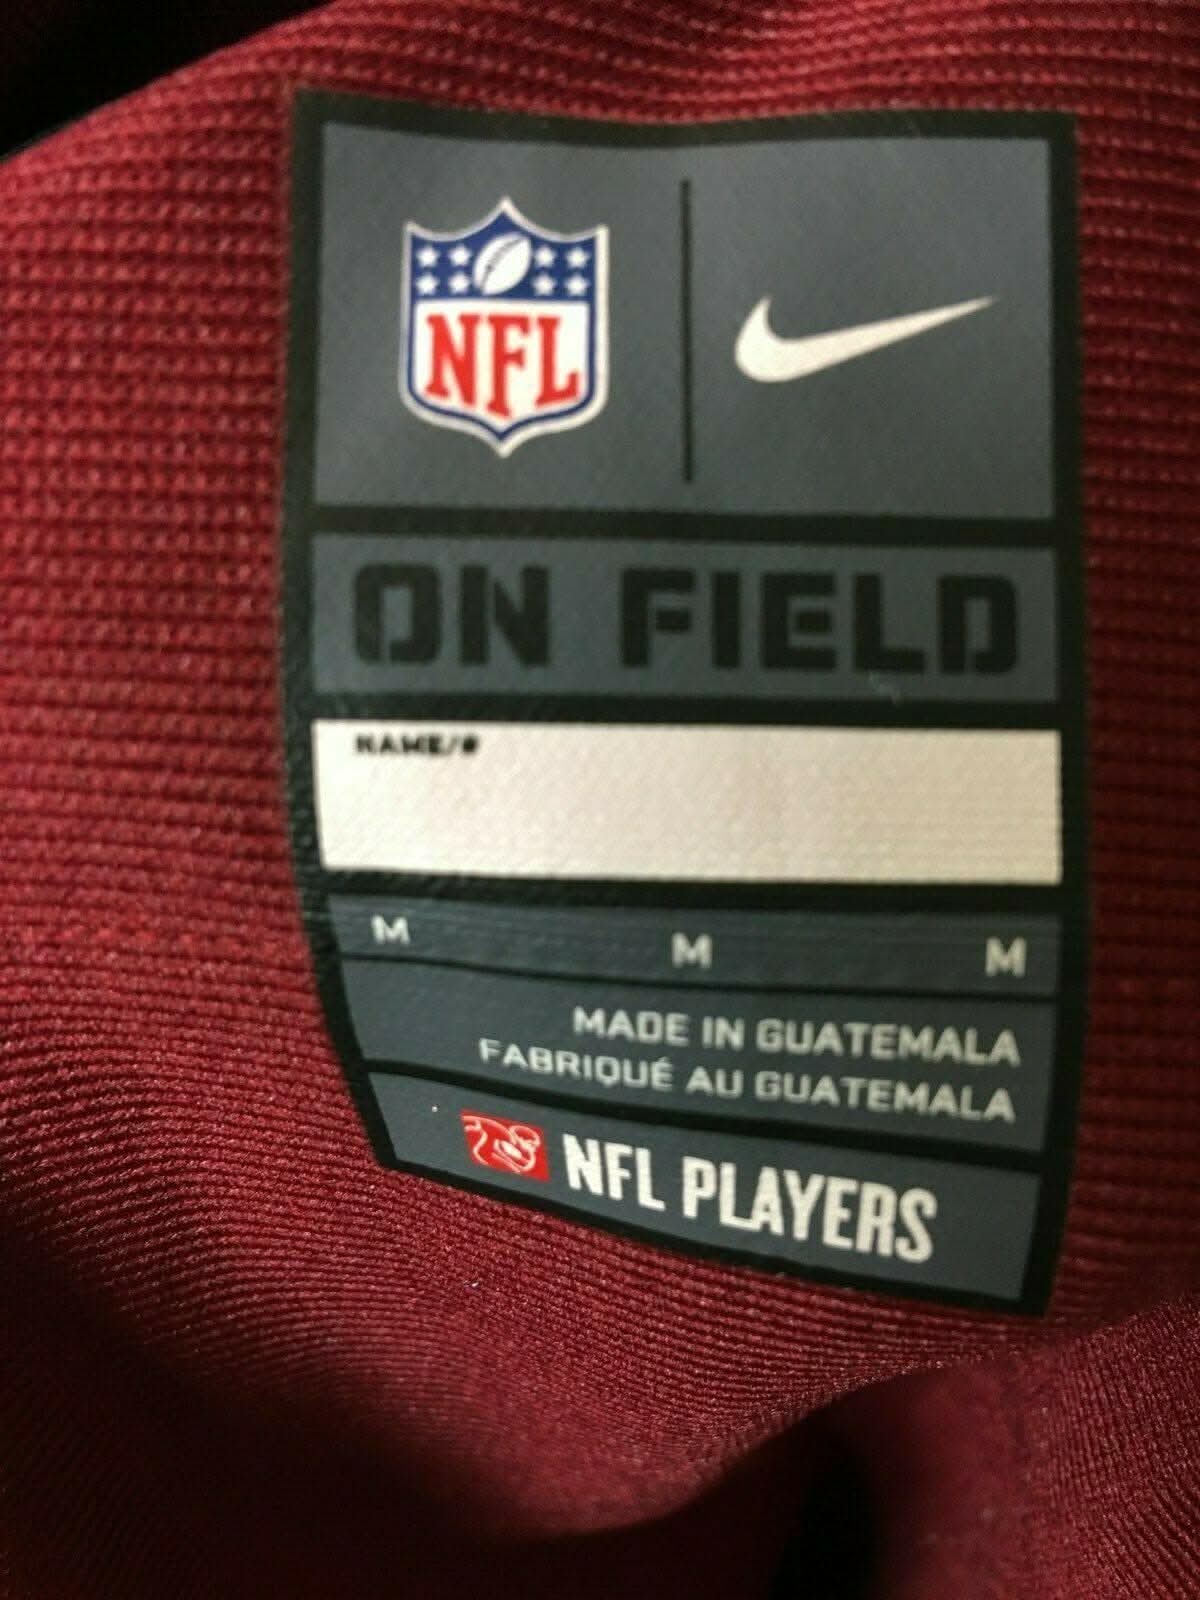 NFL
ON FIELD
NAME/#
M M M
MADE IN GUATEMALA
FABRIQUÉ AU GUATEMALA
NFL PLAYERS